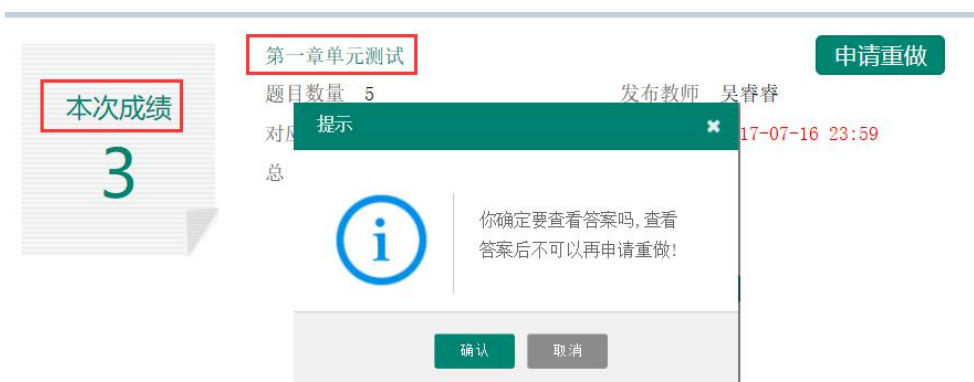 第一章单元测试
申请重做
本次成绩
3
题目数量 5
发布教师 吴睿睿
对应
17-07-16 23:59
总
提示
你确定要查看答案吗,查看
答案后不可以再申请重做!
确认
取消